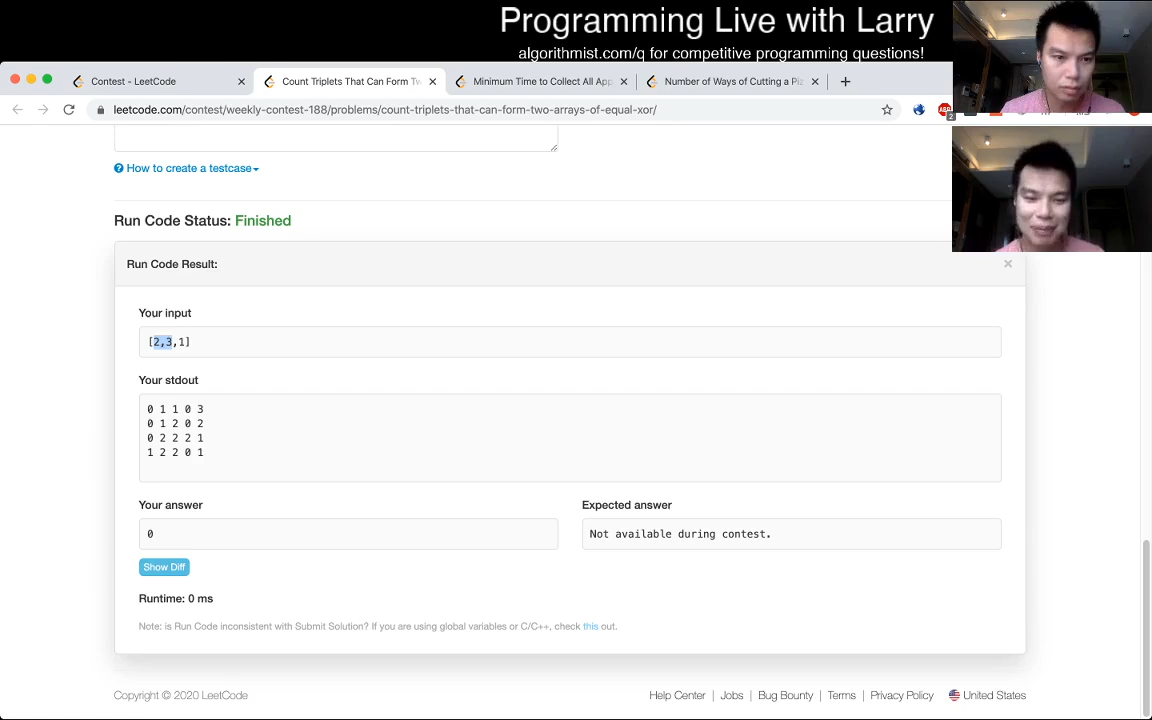 Programming Live with Larry
algorithmist.com/q for competitive programming questions!
Contest - LeetCode
Count Triplets That Can Form Tw
Minimum Time to Collect All App
Number of Ways of Cutting a Piz
leetcode.com/contest/weekly-contest-188/problems/count-triplets-that-can-form-two-arrays-of-equal-xor/
ABP
2
How to create a testcase
Run Code Status: Finished
Run Code Result:
Your input
[2,3,1]
Your stdout
0 1 1 0 3
0 1 2 0 2
0 2 2 2 1
1 2 2 0 1
Your answer
Expected answer
0
Not available during contest.
Show Diff
Runtime: 0 ms
Note: is Run Code inconsistent with Submit Solution? If you are using global variables or C/C++, check this out.
Copyright © 2020 LeetCode
Help Center | Jobs | Bug Bounty | Terms | Privacy Policy United States